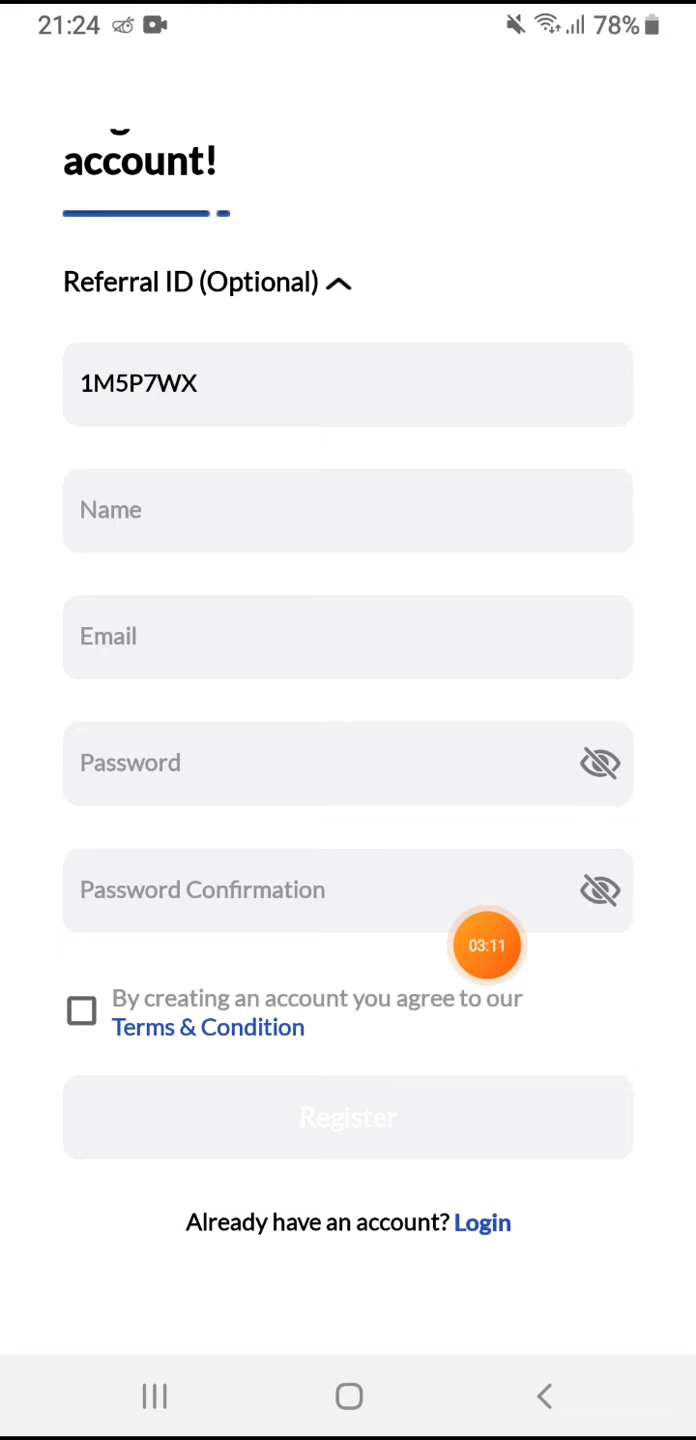 21:24 78%
account!
Referral ID (Optional)
1M5P7WX
Name
Email
Password
Password Confirmation
03:11
By creating an account you agree to our
Terms & Condition
Register
Already have an account? Login